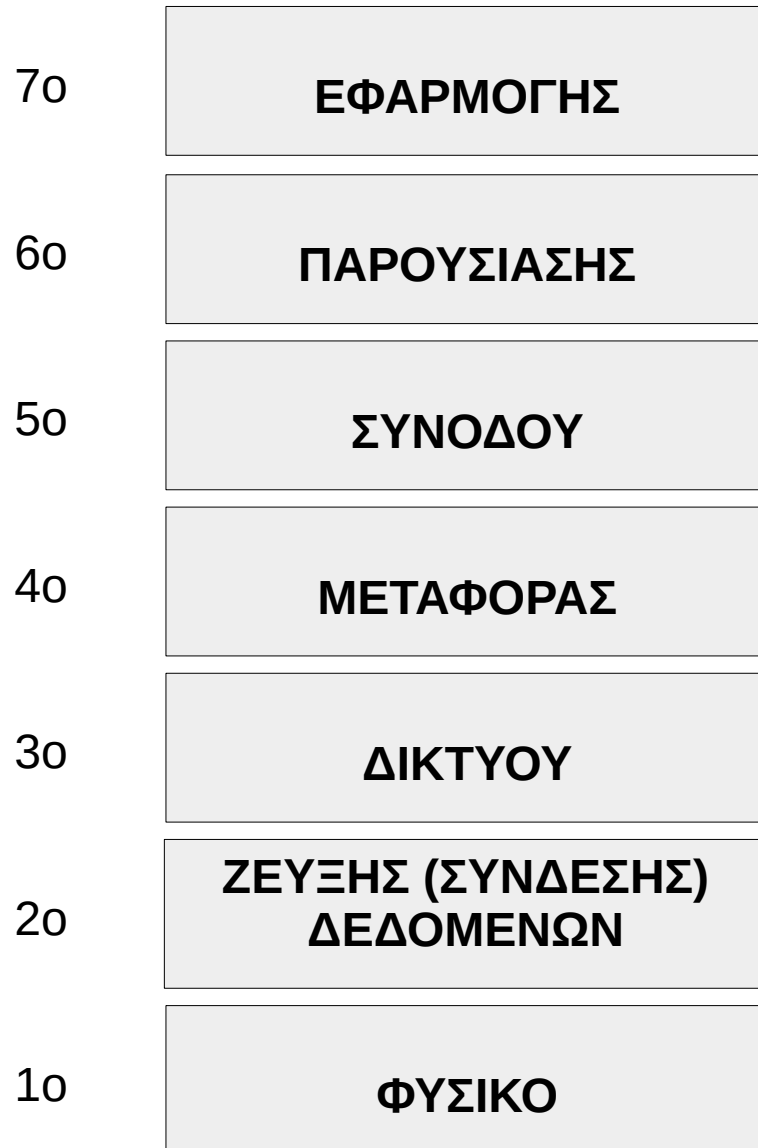 7ο ΕΦΑΡΜΟΓΗΣ
6ο ΠΑΡΟΥΣΙΑΣΗΣ
5ο ΣΥΝΟΔΟΥ
4ο ΜΕΤΑΦΟΡΑΣ
3ο ΔΙΚΤΥΟΥ
2ο ΖΕΥΞΗΣ (ΣΥΝΔΕΣΗΣ)
ΔΕΔΟΜΕΝΩΝ
1ο ΦΥΣΙΚΟ